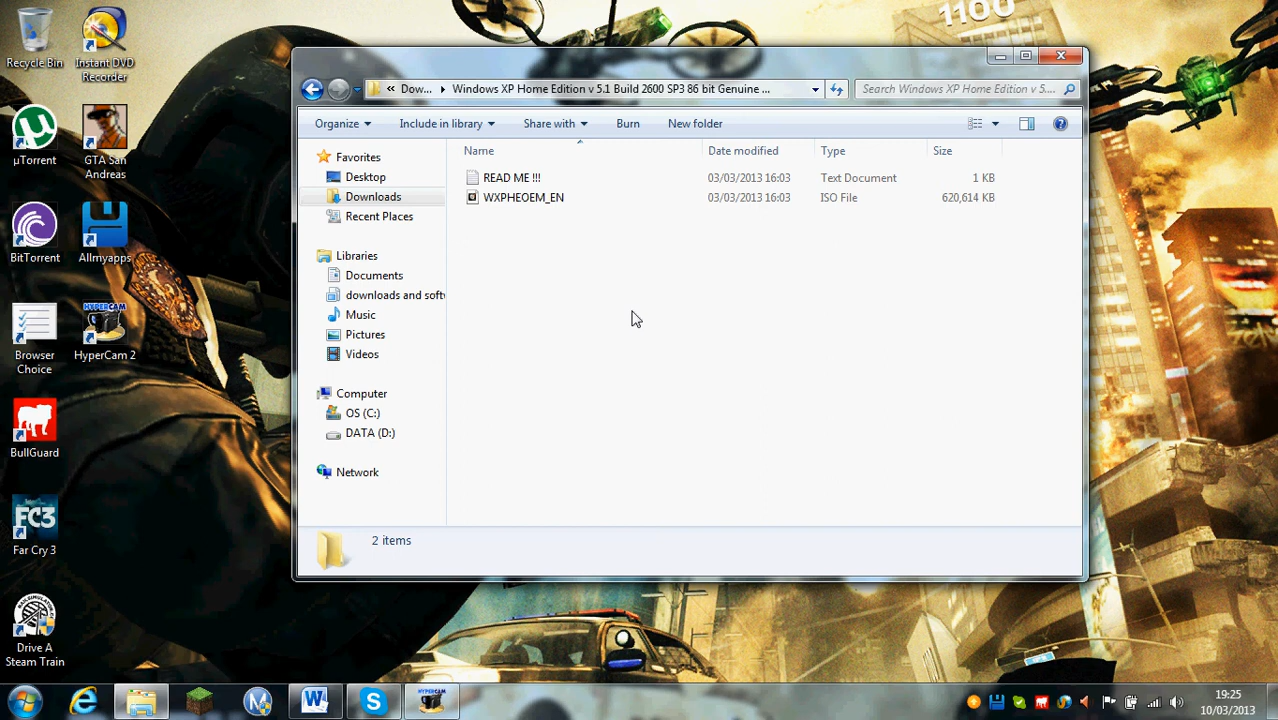 1100
Recycle Bin
Instant DVD
Recorder
µTorrent
GTA San
Andreas
BitTorrent
Allmyapps
Browser
Choice
HYPERCAM
HyperCam 2
BullGuard
FC3
Far Cry 3
Drive A
Steam Train
« Dow... Windows XP Home Edition v 5.1 Build 2600 SP3 86 bit Genuine ...
Search Windows XP Home Edition v 5....
Organize Include in library Share with Burn New folder
Favorites
Desktop
Downloads
Recent Places
Libraries
Documents
downloads and softv
Music
Pictures
Videos
Computer
OS (C:)
DATA (D:)
Network
Name Date modified Type Size
READ ME !!! 03/03/2013 16:03 Text Document 1 KB
WXPHEOEM_EN 03/03/2013 16:03 ISO File 620,614 KB
2 items
HYPERCAM
19:25
10/03/2013